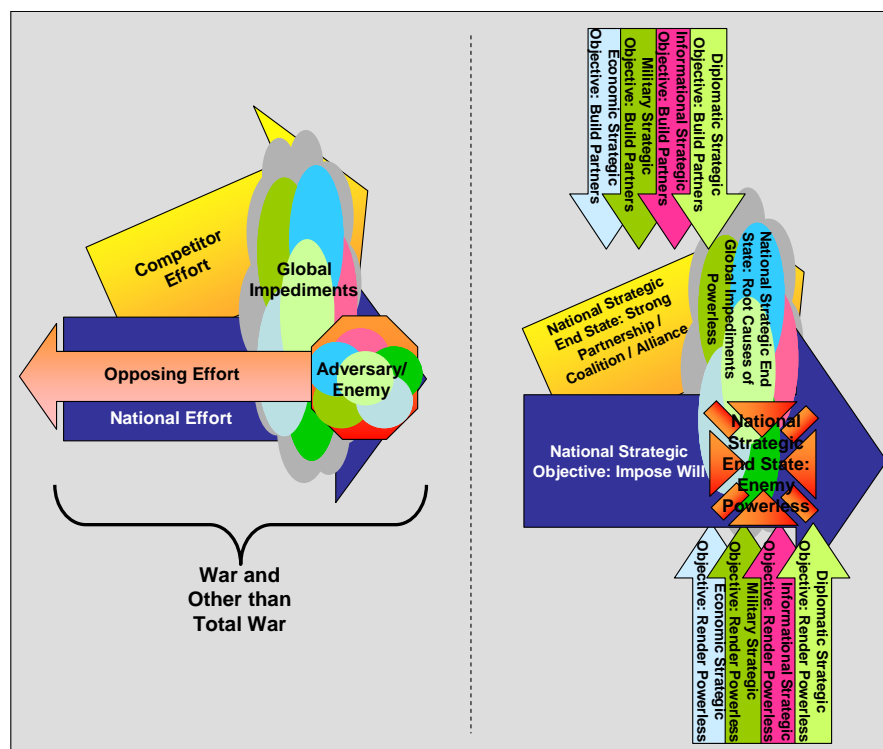 Competitor
Effort
Global
Impediments
Opposing Effort
Adversary/
Enemy
National Effort
War and
Other than
Total War
Economic Strategic
Objective: Build Partners
Military Strategic
Objective: Build Partners
Informational Strategic
Objective: Build Partners
Diplomatic Strategic
Objective: Build Partners
National Strategic
End State: Strong
Partnership /
Coalition / Alliance
National Strategic End
State: Root Causes of
Global Impediments
Powerless
National Strategic
Objective: Impose Will
National
Strategic
End State:
Enemy
Powerless
Economic Strategic
Objective: Render Powerless
Military Strategic
Objective: Render Powerless
Informational Strategic
Objective: Render Powerless
Diplomatic Strategic
Objective: Render Powerless